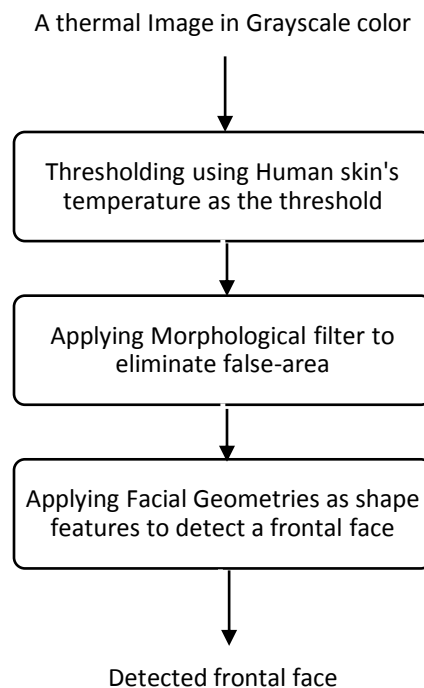 A thermal Image in Grayscale color
Thresholding using Human skin's
temperature as the threshold
Applying Morphological filter to
eliminate false-area
Applying Facial Geometries as shape
features to detect a frontal face
Detected frontal face